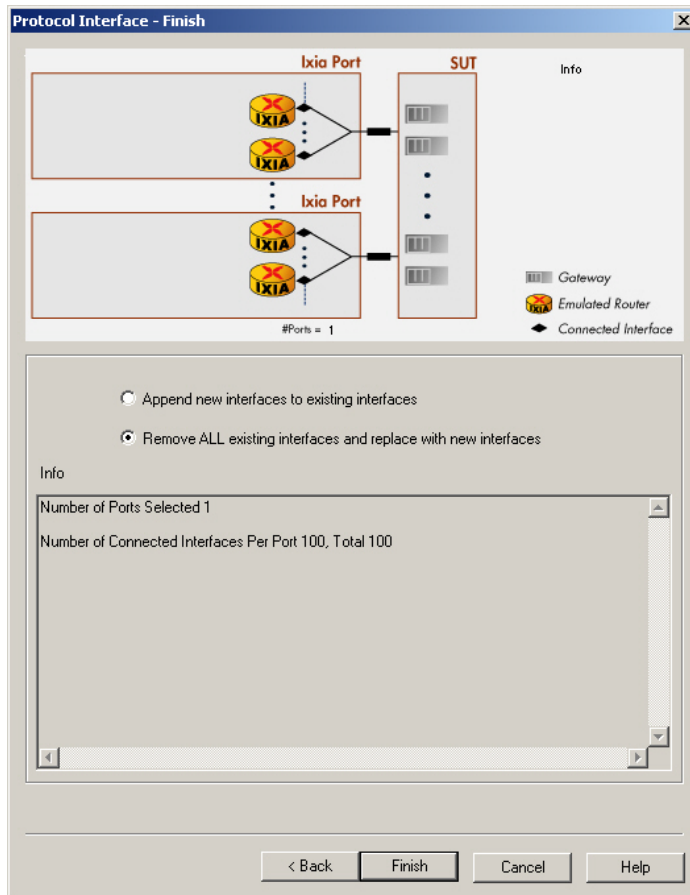 Protocol Interface - Finish
Ixia Port
SUT
Info
IXIA
IXIA
Ixia Port
IXIA
IXIA
Gateway
IXIA
Emulated Router
#Ports = 1
Connected Interface
Append new interfaces to existing interfaces
Remove ALL existing interfaces and replace with new interfaces
Info
Number of Ports Selected 1
Number of Connected Interfaces Per Port 100, Total 100
< Back
Finish
Cancel
Help